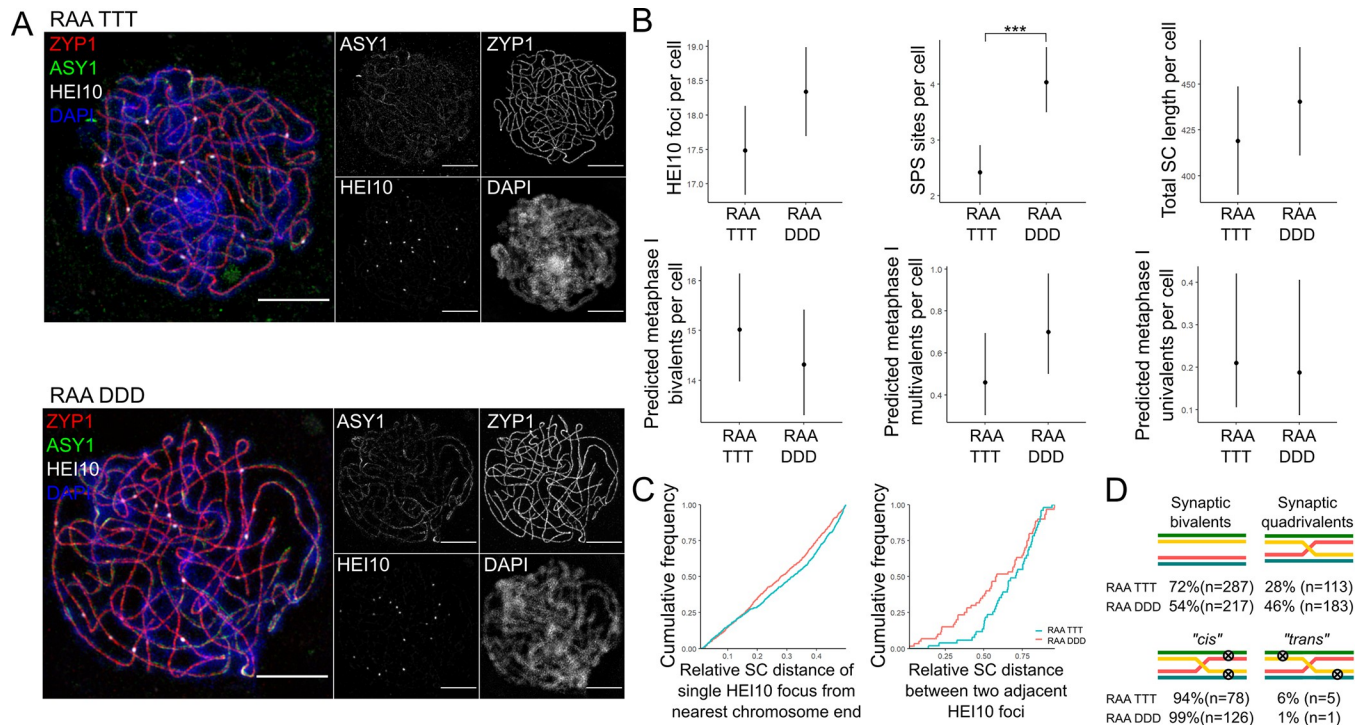 A
RAA TTT
ZYP1
ASY1
HEI10
DAPI
ASY1
ZYP1
HEI10
DAPI
RAA DDD
ZYP1
ASY1
HEI10
DAPI
ASY1
ZYP1
HEI10
DAPI
B
HEI10 foci per cell
19.0
18.5
18.0
17.5
17.0
RAA TTT
RAA DDD
SPS sites per cell
***
4
3
2
RAA TTT
RAA DDD
Total SC length per cell
450
425
400
RAA TTT
RAA DDD
Predicted metaphase I
bivalents per cell
16
15
14
RAA TTT
RAA DDD
Predicted metaphase I
multivalents per cell
1.0
0.8
0.6
0.4
RAA TTT
RAA DDD
Predicted metaphase I
univalents per cell
0.4
0.3
0.2
0.1
RAA TTT
RAA DDD
C
Cumulative frequency
1.00
0.75
0.50
0.25
0.00
0.1 0.2 0.3 0.4 0.5
Relative SC distance of
single HEI10 focus from
nearest chromosome end
Cumulative frequency
1.00
0.75
0.50
0.25
0.00
RAA TTT
RAA DDD
0.25 0.50 0.75
Relative SC distance
between two adjacent
HEI10 foci
D
Synaptic bivalents
Synaptic quadrivalents
RAA TTT 72%(n=287) 28% (n=113)
RAA DDD 54%(n=217) 46% (n=183)
"cis" "trans"
RAA TTT 94%(n=78) 6% (n=5)
RAA DDD 99%(n=126) 1% (n=1)